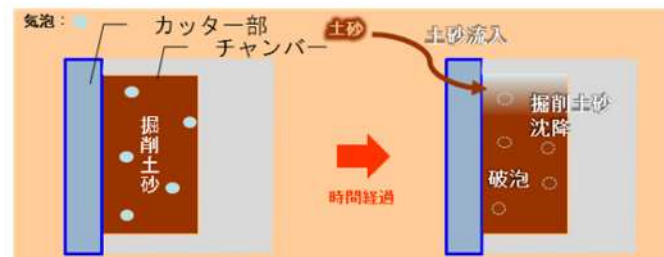 気泡:
カッター部
チャンバー
掘削土砂
時間経過
土砂
土砂流入
掘削土砂
沈降
破泡